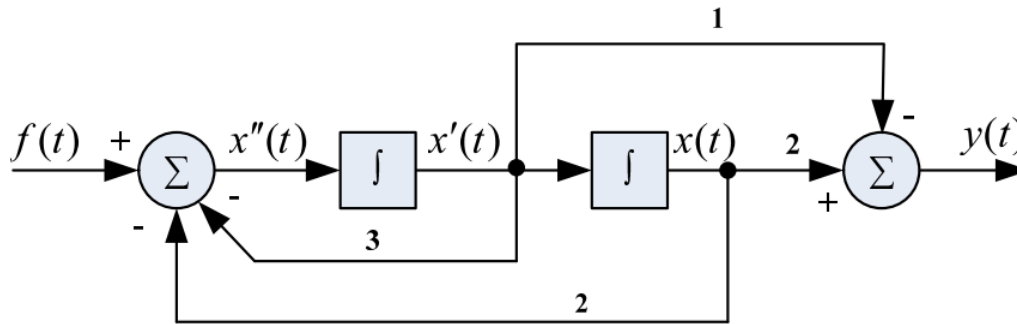 1
f(t) + Σ x″(t) ∫ x′(t) ∫ x(t) 2 + - Σ y(t)
- - 3
2